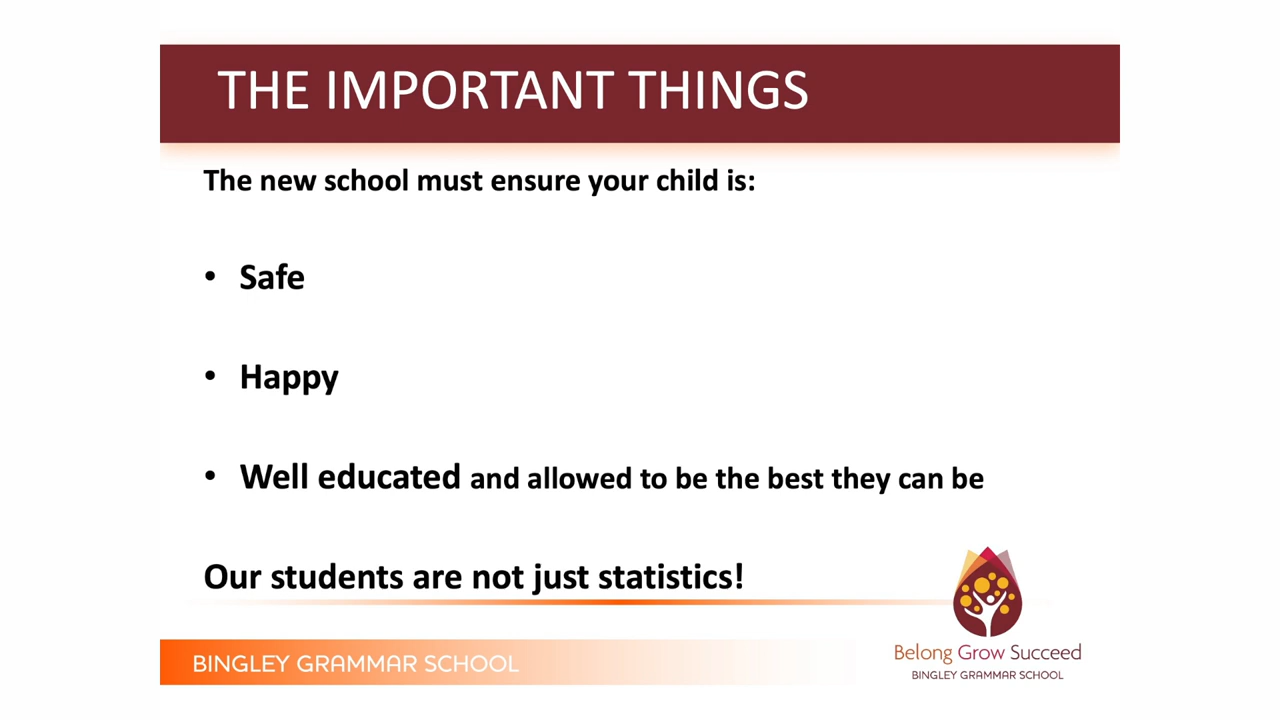 THE IMPORTANT THINGS
The new school must ensure your child is:
• Safe
• Happy
• Well educated and allowed to be the best they can be
Our students are not just statistics!
BINGLEY GRAMMAR SCHOOL
Belong Grow Succeed
BINGLEY GRAMMAR SCHOOL